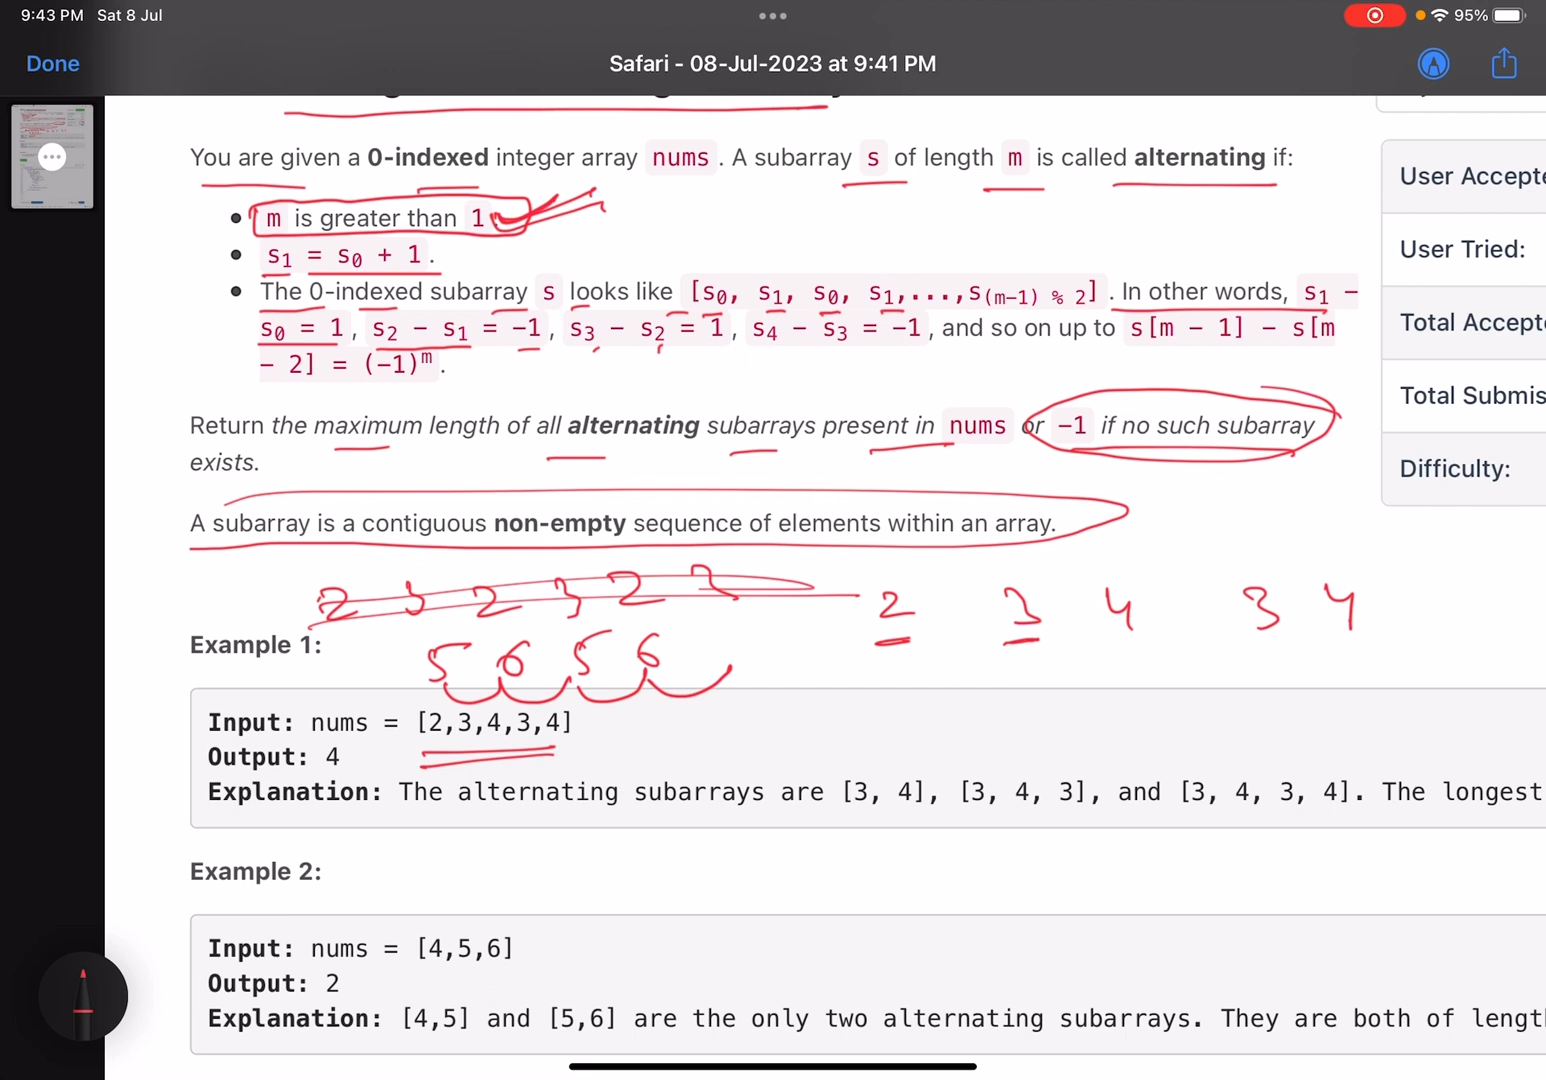 9:43 PM Sat 8 Jul
95%
Done
Safari - 08-Jul-2023 at 9:41 PM
You are given a 0-indexed integer array nums. A subarray s of length m is called alternating if:
• m is greater than 1
• s1 = s0 + 1.
• The 0-indexed subarray s looks like [s0, s1, s0, s1,...,s(m-1) % 2]. In other words, s1 -
s0 = 1, s2 - s1 = -1, s3 - s2 = 1, s4 - s3 = -1, and so on up to s[m - 1] - s[m
- 2] = (-1)^m.
Return the maximum length of all alternating subarrays present in nums or -1 if no such subarray
exists.
A subarray is a contiguous non-empty sequence of elements within an array.
2 3 2 3 2 2 3 4 3 4
Example 1:
5 6 5 6
Input: nums = [2,3,4,3,4]
Output: 4
Explanation: The alternating subarrays are [3, 4], [3, 4, 3], and [3, 4, 3, 4]. The longest
Example 2:
Input: nums = [4,5,6]
Output: 2
Explanation: [4,5] and [5,6] are the only two alternating subarrays. They are both of lengt
User Accepte
User Tried:
Total Accept
Total Submis
Difficulty: